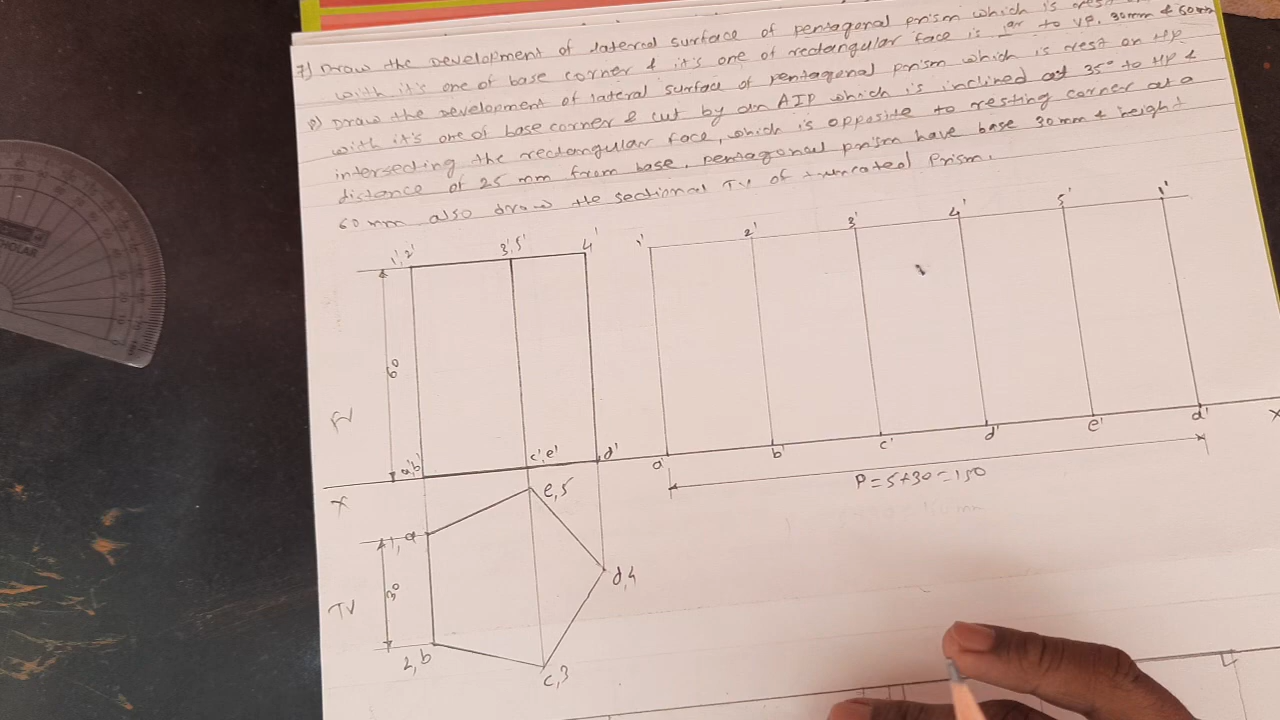 7) Draw the Development of lateral surface of pentagonal prism which is rest
with it's one of base corner & it's one of rectangular face is ⊥ar to VP. 30mm & 60mm
8) Draw the development of lateral surface of pentagonal prism which is rest on HP
with it's one of base corner & cut by an AIP which is inclined at 35° to HP &
intersecting the rectangular face, which is opposite to resting corner at a
distance of 25 mm from base. pentagonal prism have base 30mm & height
60 mm also draw the sectional TV of truncated Prism.
1',2' 3',5' 4' 1' 2' 3' 4' 5' 1'
60
FV
a',b' c',e' d' a' b' c' d' e' a'
X
P=5+30=150
e,5
1,a
30
TV
d,4
2,b
c,3